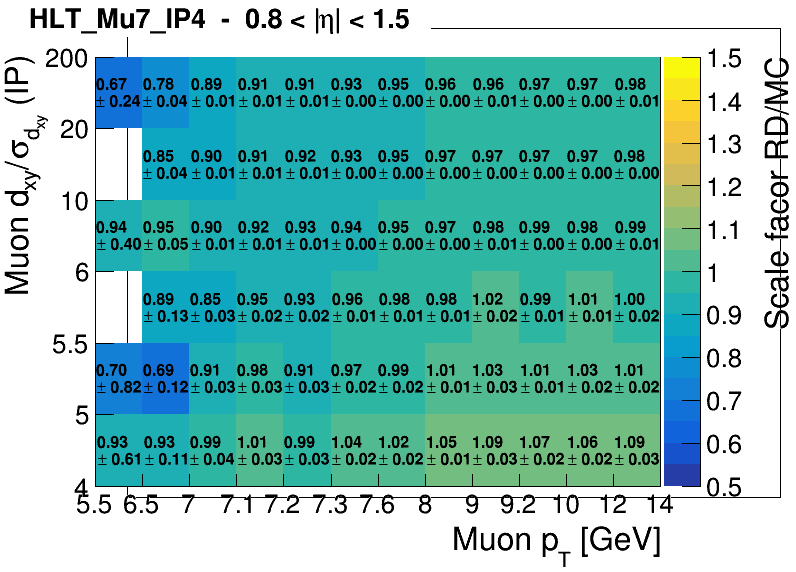 HLT_Mu7_IP4 - 0.8 < |η| < 1.5
Muon d_xy/σ_d_xy (IP)
200
20
10
6
5.5
5
4
0.67 0.78 0.89 0.91 0.91 0.93 0.95 0.96 0.96 0.97 0.97 0.98
± 0.24 ± 0.04 ± 0.01 ± 0.01 ± 0.01 ± 0.00 ± 0.00 ± 0.00 ± 0.00 ± 0.00 ± 0.00 ± 0.01
0.85 0.90 0.91 0.92 0.93 0.95 0.97 0.97 0.97 0.97 0.98
± 0.04 ± 0.01 ± 0.01 ± 0.01 ± 0.00 ± 0.00 ± 0.00 ± 0.00 ± 0.00 ± 0.00 ± 0.01
0.94 0.95 0.90 0.92 0.93 0.94 0.95 0.97 0.98 0.99 0.98 0.99
± 0.40 ± 0.05 ± 0.01 ± 0.01 ± 0.01 ± 0.00 ± 0.00 ± 0.00 ± 0.01 ± 0.00 ± 0.00 ± 0.01
0.89 0.85 0.95 0.93 0.96 0.98 0.98 1.02 0.99 1.01 1.00
± 0.13 ± 0.03 ± 0.02 ± 0.02 ± 0.01 ± 0.01 ± 0.01 ± 0.02 ± 0.01 ± 0.01 ± 0.02
0.70 0.69 0.91 0.98 0.91 0.97 0.99 1.01 1.03 1.01 1.03 1.01
± 0.82 ± 0.12 ± 0.03 ± 0.03 ± 0.03 ± 0.02 ± 0.02 ± 0.01 ± 0.03 ± 0.01 ± 0.02 ± 0.02
0.93 0.93 0.99 1.01 0.99 1.04 1.02 1.05 1.09 1.07 1.06 1.09
± 0.61 ± 0.11 ± 0.04 ± 0.03 ± 0.03 ± 0.02 ± 0.02 ± 0.01 ± 0.03 ± 0.02 ± 0.02 ± 0.03
5.5 6.5 7 7.1 7.2 7.3 7.6 8 9 9.2 10 12 14
Muon p_T [GeV]
1.5
1.4
1.3
1.2
1.1
1
0.9
0.8
0.7
0.6
0.5
Scale facor RD/MC